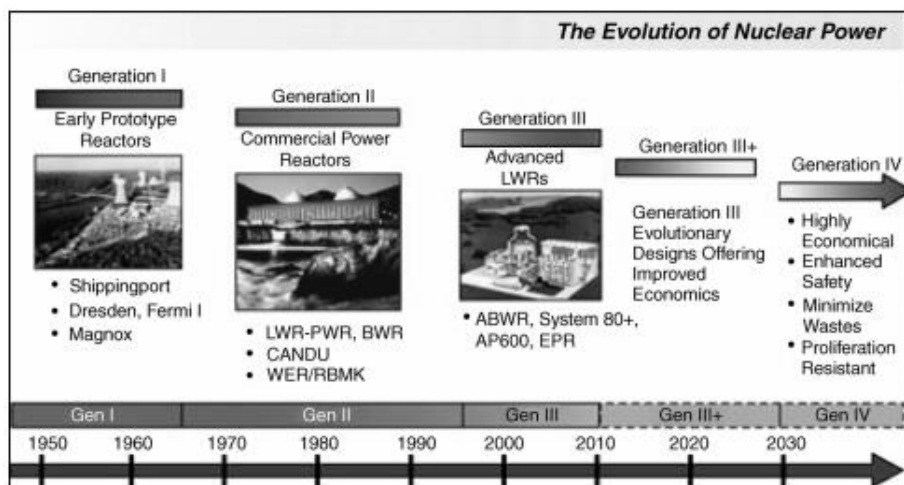 The Evolution of Nuclear Power
Generation I
Early Prototype
Reactors
• Shippingport
• Dresden, Fermi I
• Magnox
Generation II
Commercial Power
Reactors
• LWR-PWR, BWR
• CANDU
• WER/RBMK
Generation III
Advanced
LWRs
• ABWR, System 80+,
AP600, EPR
Generation III+
Generation III
Evolutionary
Designs Offering
Improved
Economics
Generation IV
• Highly
Economical
• Enhanced
Safety
• Minimize
Wastes
• Proliferation
Resistant
Gen I Gen II Gen III Gen III+ Gen IV
1950 1960 1970 1980 1990 2000 2010 2020 2030